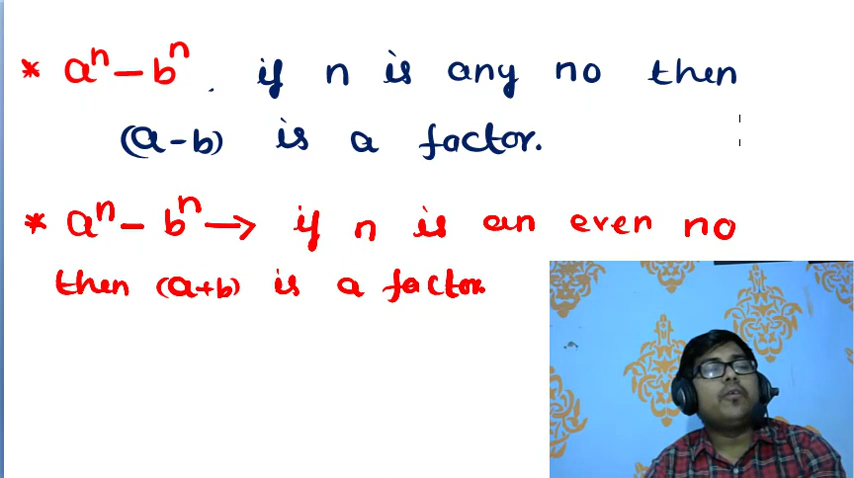 * aⁿ – bⁿ . if n is any no then
(a – b) is a factor.
* aⁿ – bⁿ → if n is an even no
then (a+b) is a factor.